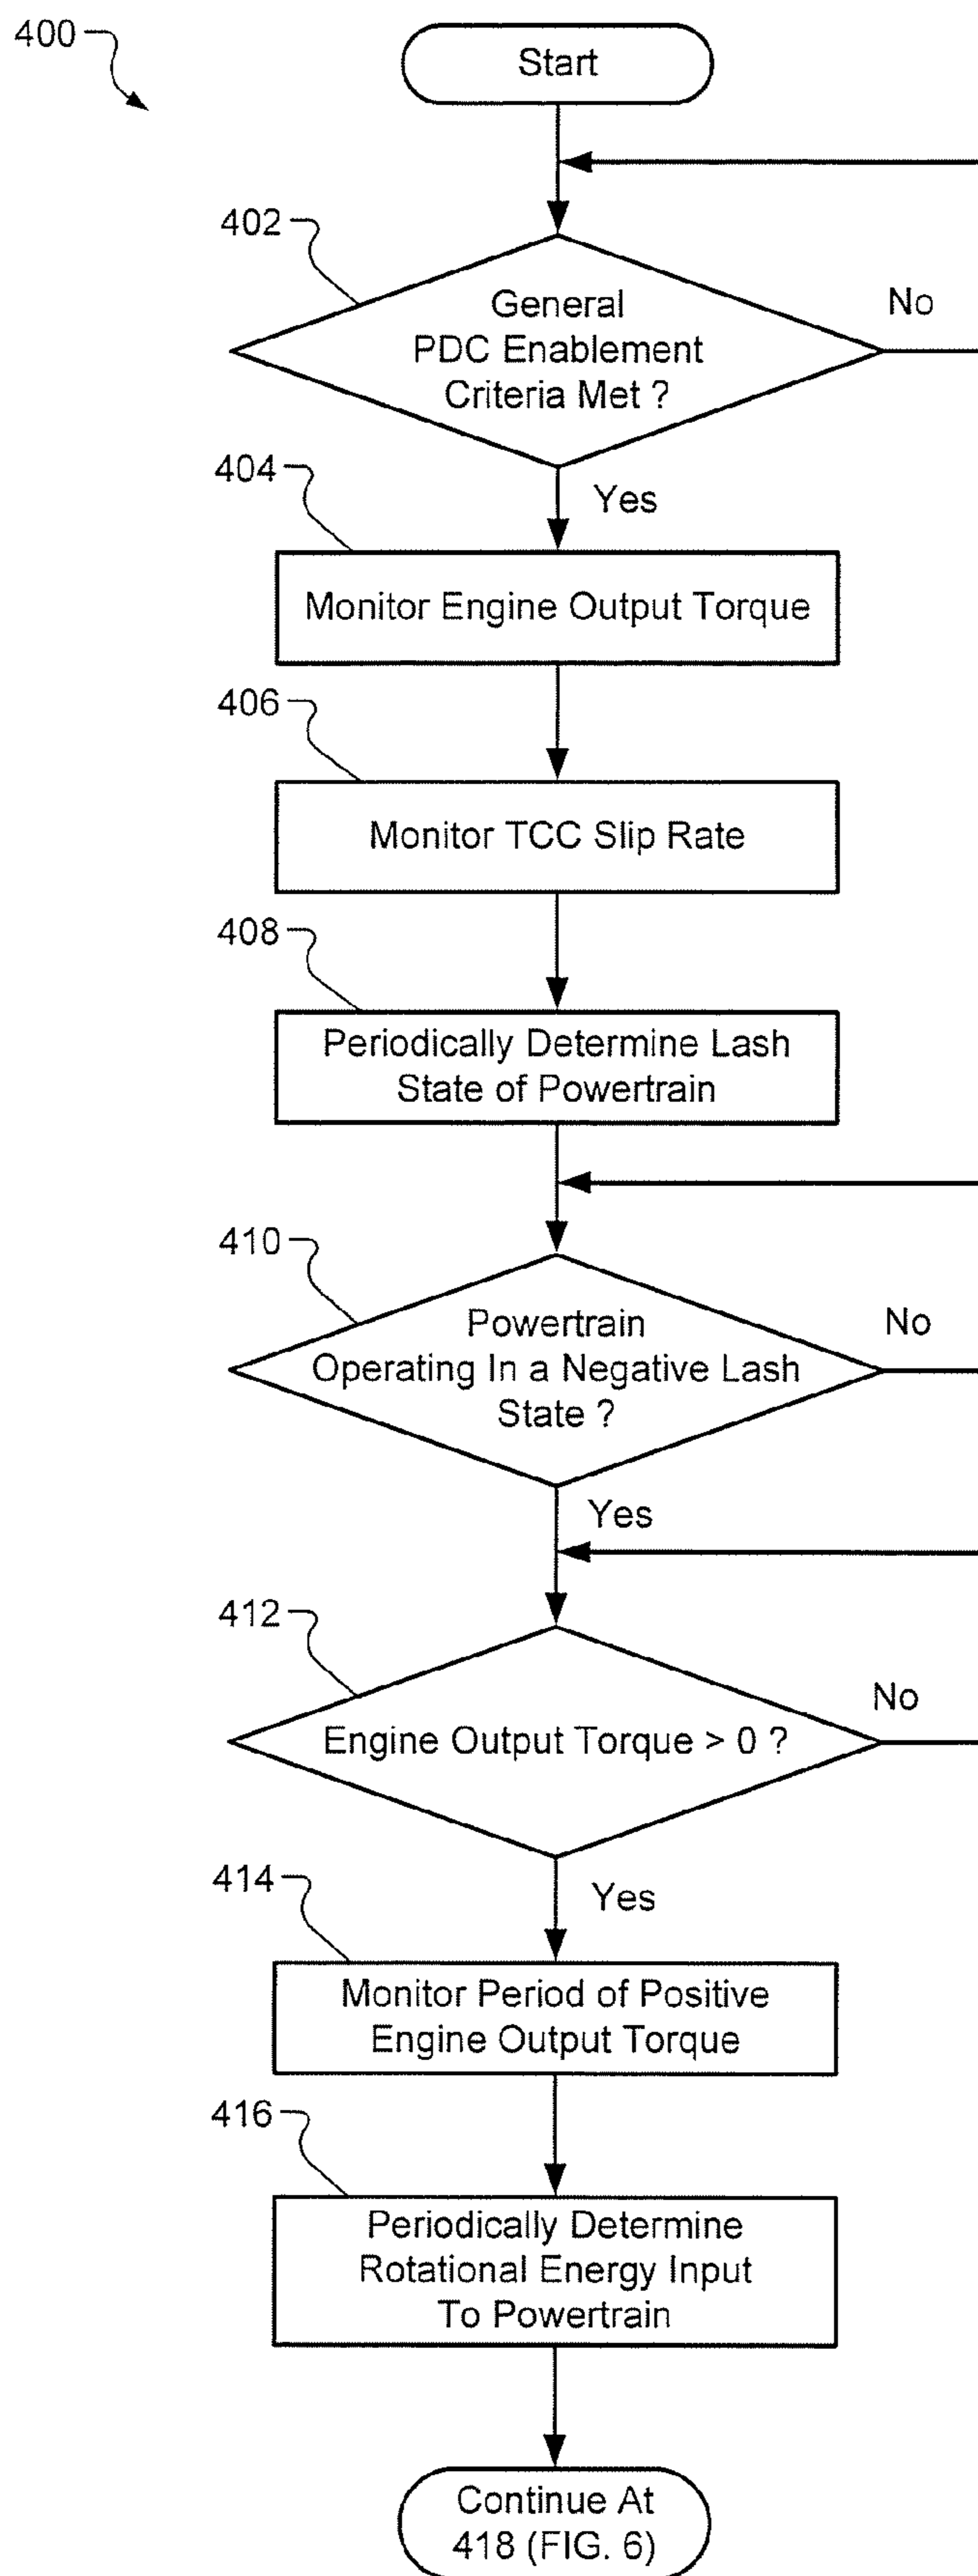 400
Start
402
General
PDC Enablement
Criteria Met ?
No
404
Yes
Monitor Engine Output Torque
406
Monitor TCC Slip Rate
408
Periodically Determine Lash
State of Powertrain
410
Powertrain
Operating In a Negative Lash
State ?
No
Yes
412
Engine Output Torque > 0 ?
No
414
Yes
Monitor Period of Positive
Engine Output Torque
416
Periodically Determine
Rotational Energy Input
To Powertrain
Continue At
418 (FIG. 6)